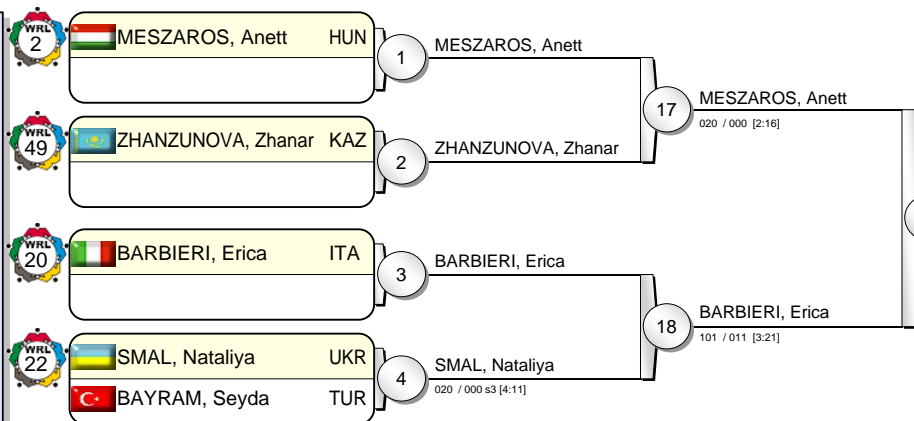 WRL
2
MESZAROS, Anett HUN
1
MESZAROS, Anett
17
MESZAROS, Anett
020 / 000 [2:16]
WRL
49
ZHANZUNOVA, Zhanar KAZ
2
ZHANZUNOVA, Zhanar
WRL
20
BARBIERI, Erica ITA
3
BARBIERI, Erica
18
BARBIERI, Erica
101 / 011 [3:21]
WRL
22
SMAL, Nataliya UKR
4
SMAL, Nataliya
020 / 000 s3 [4:11]
BAYRAM, Seyda TUR